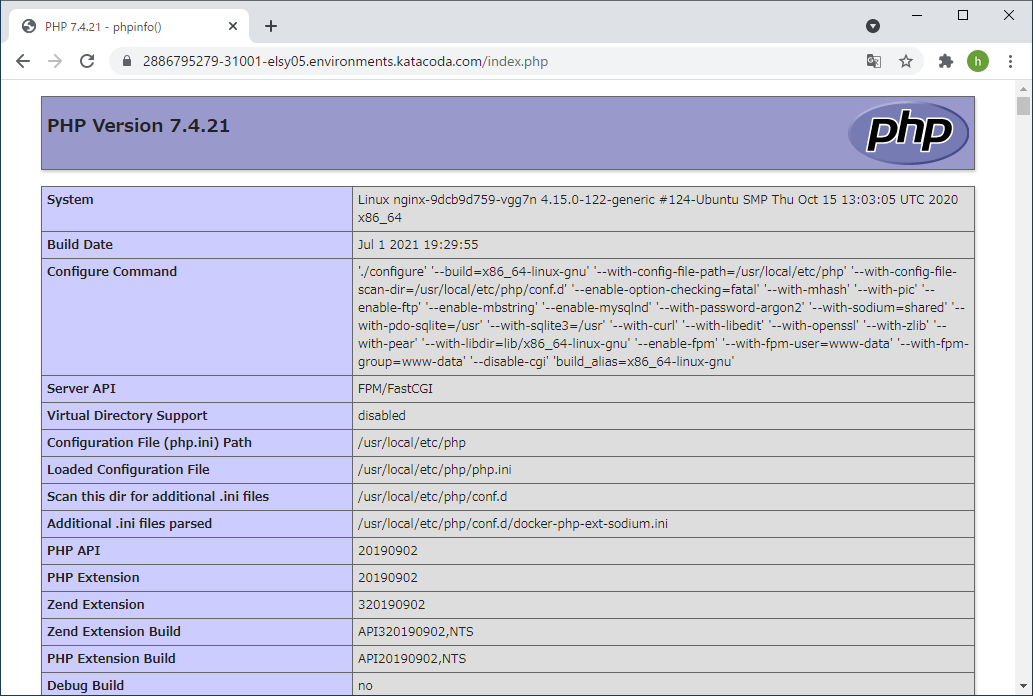 PHP 7.4.21 - phpinfo()
2886795279-31001-elsy05.environments.katacoda.com/index.php
h
PHP Version 7.4.21
php
System
Linux nginx-9dcb9d759-vgg7n 4.15.0-122-generic #124-Ubuntu SMP Thu Oct 15 13:03:05 UTC 2020
x86_64
Build Date
Jul 1 2021 19:29:55
Configure Command
'./configure' '--build=x86_64-linux-gnu' '--with-config-file-path=/usr/local/etc/php' '--with-config-file-
scan-dir=/usr/local/etc/php/conf.d' '--enable-option-checking=fatal' '--with-mhash' '--with-pic' '--
enable-ftp' '--enable-mbstring' '--enable-mysqlnd' '--with-password-argon2' '--with-sodium=shared' '--
with-pdo-sqlite=/usr' '--with-sqlite3=/usr' '--with-curl' '--with-libedit' '--with-openssl' '--with-zlib' '--
with-pear' '--with-libdir=lib/x86_64-linux-gnu' '--enable-fpm' '--with-fpm-user=www-data' '--with-fpm-
group=www-data' '--disable-cgi' 'build_alias=x86_64-linux-gnu'
Server API
FPM/FastCGI
Virtual Directory Support
disabled
Configuration File (php.ini) Path
/usr/local/etc/php
Loaded Configuration File
/usr/local/etc/php/php.ini
Scan this dir for additional .ini files
/usr/local/etc/php/conf.d
Additional .ini files parsed
/usr/local/etc/php/conf.d/docker-php-ext-sodium.ini
PHP API
20190902
PHP Extension
20190902
Zend Extension
320190902
Zend Extension Build
API320190902,NTS
PHP Extension Build
API20190902,NTS
Debug Build
no